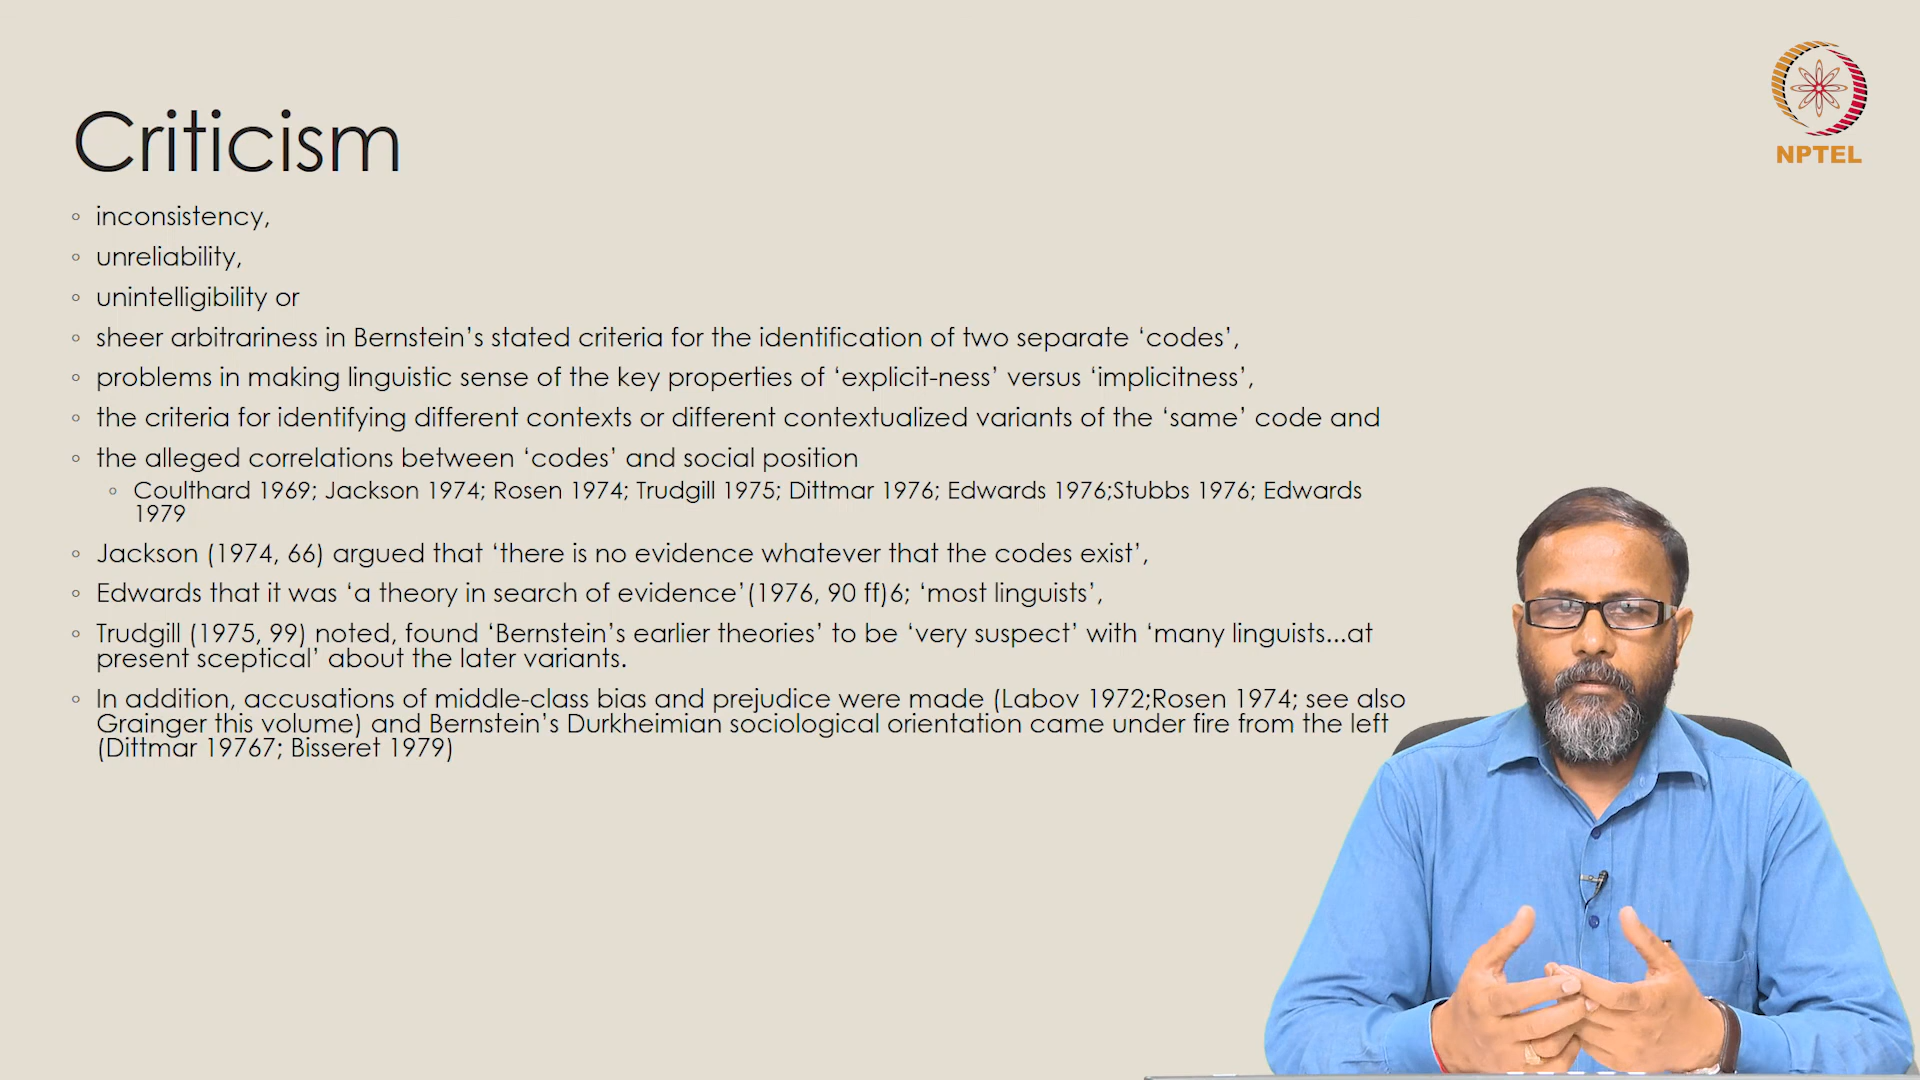 Criticism
NPTEL
inconsistency,
unreliability,
unintelligibility or
sheer arbitrariness in Bernstein's stated criteria for the identification of two separate 'codes',
problems in making linguistic sense of the key properties of 'explicit-ness' versus 'implicitness',
the criteria for identifying different contexts or different contextualized variants of the 'same' code and
the alleged correlations between 'codes' and social position
Coulthard 1969; Jackson 1974; Rosen 1974; Trudgill 1975; Dittmar 1976; Edwards 1976;Stubbs 1976; Edwards
1979
Jackson (1974, 66) argued that 'there is no evidence whatever that the codes exist',
Edwards that it was 'a theory in search of evidence'(1976, 90 ff)6; 'most linguists',
Trudgill (1975, 99) noted, found 'Bernstein's earlier theories' to be 'very suspect' with 'many linguists...at
present sceptical' about the later variants.
In addition, accusations of middle-class bias and prejudice were made (Labov 1972;Rosen 1974; see also
Grainger this volume) and Bernstein's Durkheimian sociological orientation came under fire from the left
(Dittmar 19767; Bisseret 1979)